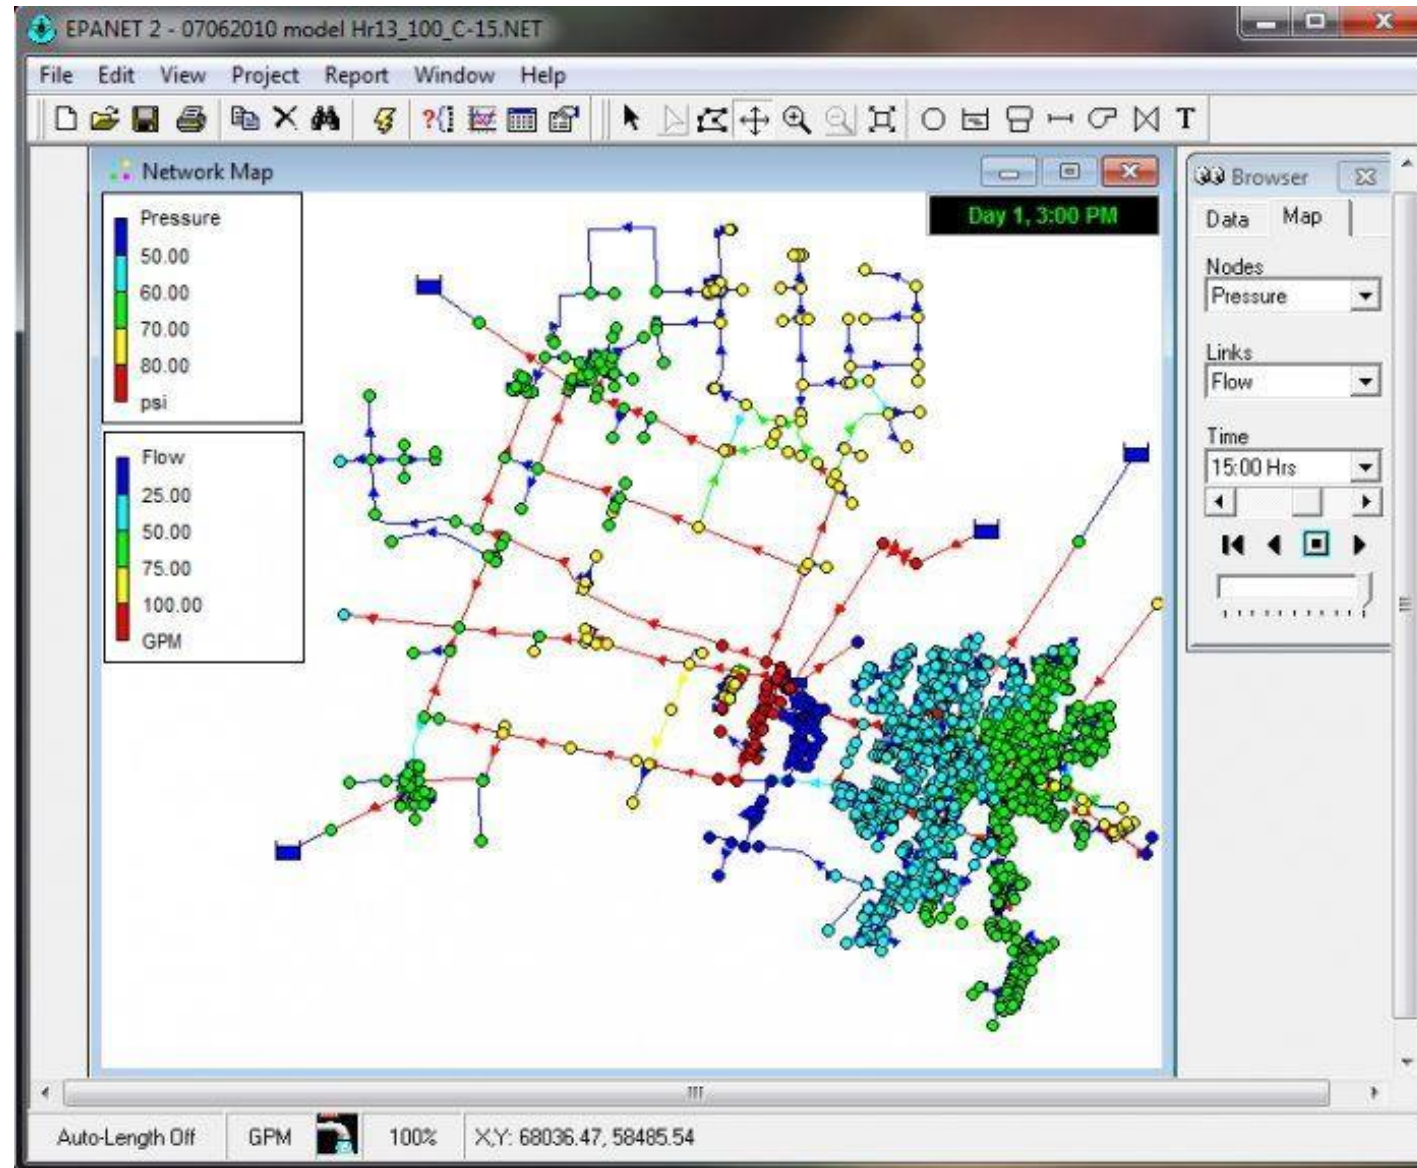 EPANET 2 - 07062010 model Hr13_100_C-15.NET
File Edit View Project Report Window Help
T
Network Map
Day 1, 3:00 PM
Pressure
50.00
60.00
70.00
80.00
psi
Flow
25.00
50.00
75.00
100.00
GPM
Browser
Data Map
Nodes
Pressure
Links
Flow
Time
15:00 Hrs
Auto-Length Off GPM 100% X,Y: 68036.47, 58485.54